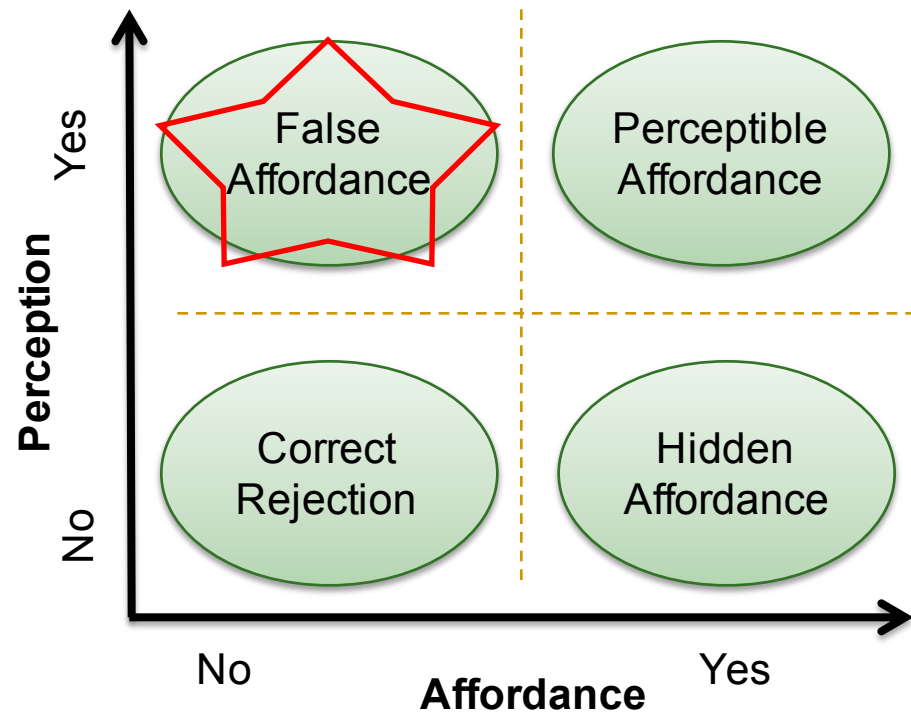 Perception
Yes
No
False
Affordance
Perceptible
Affordance
Correct
Rejection
Hidden
Affordance
No
Yes
Affordance